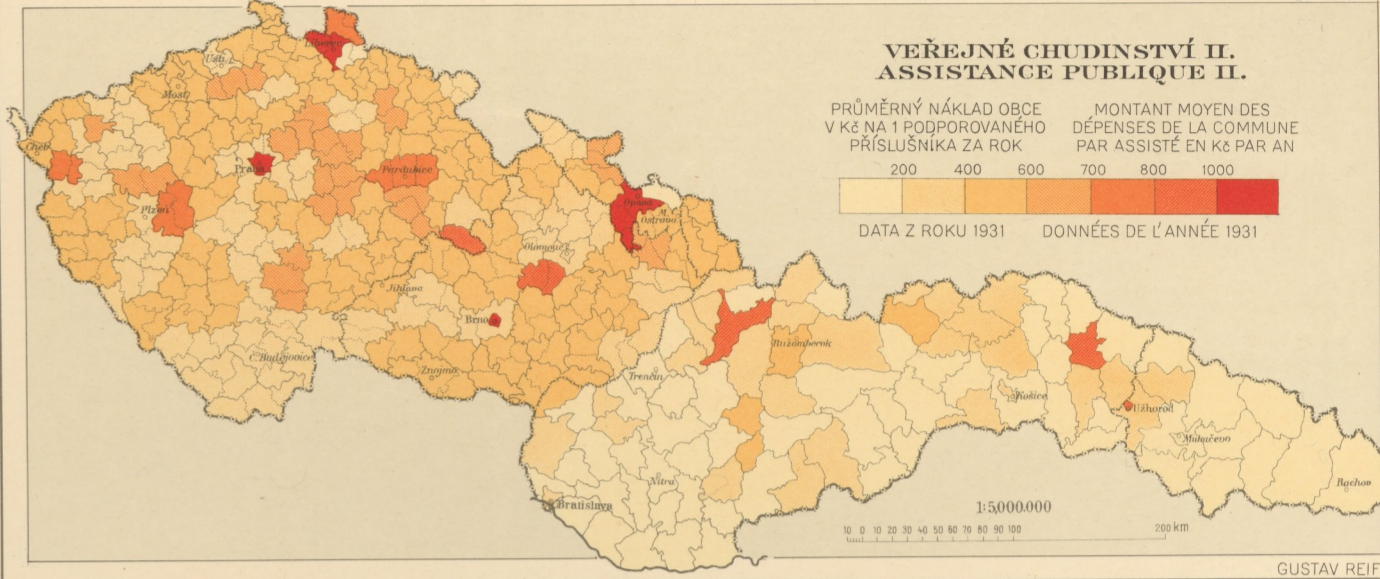 VEŘEJNÉ CHUDINSTVÍ II.
ASSISTANCE PUBLIQUE II.
PRŮMĚRNÝ NÁKLAD OBCE
V Kč NA 1 PODPOROVANÉHO
PŘÍSLUŠNÍKA ZA ROK
MONTANT MOYEN DES
DÉPENSES DE LA COMMUNE
PAR ASSISTÉ EN Kč PAR AN
200 400 600 700 800 1000
DATA Z ROKU 1931
DONNÉES DE L'ANNÉE 1931
Liberec
Ústí
Most
Cheb
Praha
Pardubice
Plzeň
Opava
M.
Ostrava
Olomouc
Jihlava
Brno
Č. Budějovice
Znojmo
Ružomberok
Trenčín
Košice
Užhorod
Mukačevo
Nitra
Rachov
Bratislava
1:5,000.000
10 0 10 20 30 40 50 60 70 80 90 100 200 km
GUSTAV REIF